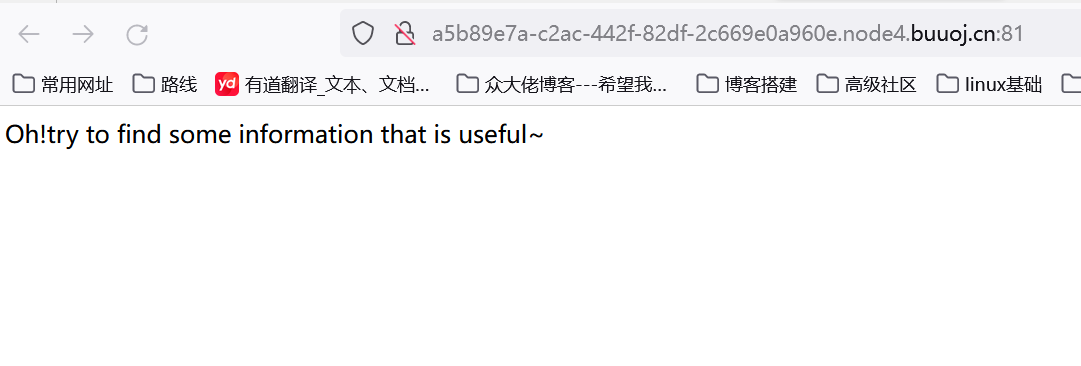 a5b89e7a-c2ac-442f-82df-2c669e0a960e.node4.buuoj.cn:81
常用网址 路线 yd 有道翻译_文本、文档... 众大佬博客---希望我... 博客搭建 高级社区 linux基础
Oh!try to find some information that is useful~